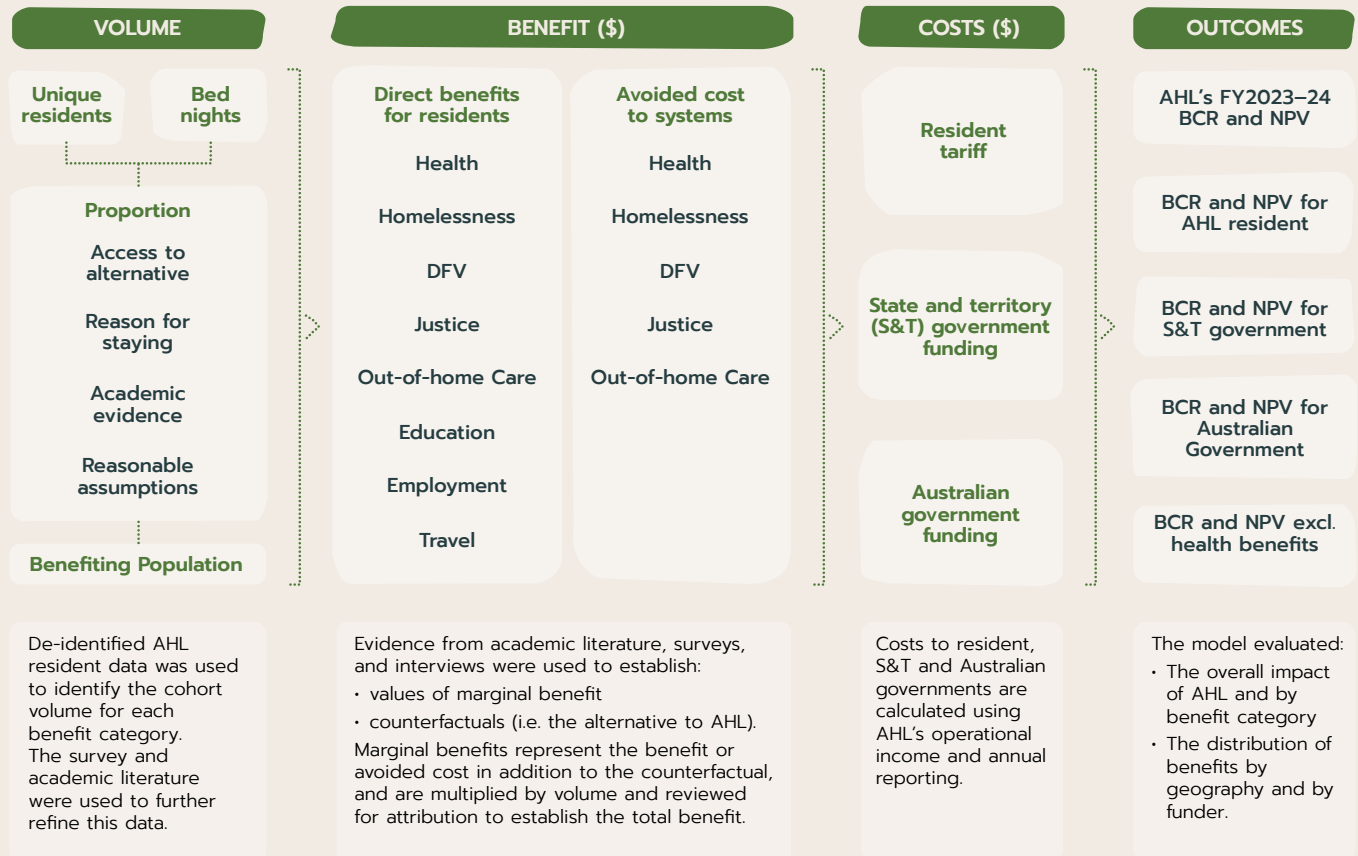 VOLUME
Unique
residents
Bed
nights
Proportion
Access to
alternative
Reason for
staying
Academic
evidence
Reasonable
assumptions
Benefiting Population
De-identified AHL
resident data was used
to identify the cohort
volume for each
benefit category.
The survey and
academic literature
were used to further
refine this data.
BENEFIT ($)
Direct benefits
for residents
Health
Homelessness
DFV
Justice
Out-of-home Care
Education
Employment
Travel
Avoided cost
to systems
Health
Homelessness
DFV
Justice
Out-of-home Care
Evidence from academic literature, surveys,
and interviews were used to establish:
• values of marginal benefit
• counterfactuals (i.e. the alternative to AHL).
Marginal benefits represent the benefit or
avoided cost in addition to the counterfactual,
and are multiplied by volume and reviewed
for attribution to establish the total benefit.
COSTS ($)
Resident
tariff
State and territory
(S&T) government
funding
Australian
government
funding
Costs to resident,
S&T and Australian
governments are
calculated using
AHL's operational
income and annual
reporting.
OUTCOMES
AHL's FY2023–24
BCR and NPV
BCR and NPV for
AHL resident
BCR and NPV for
S&T government
BCR and NPV for
Australian
Government
BCR and NPV excl.
health benefits
The model evaluated:
• The overall impact
of AHL and by
benefit category
• The distribution of
benefits by
geography and by
funder.